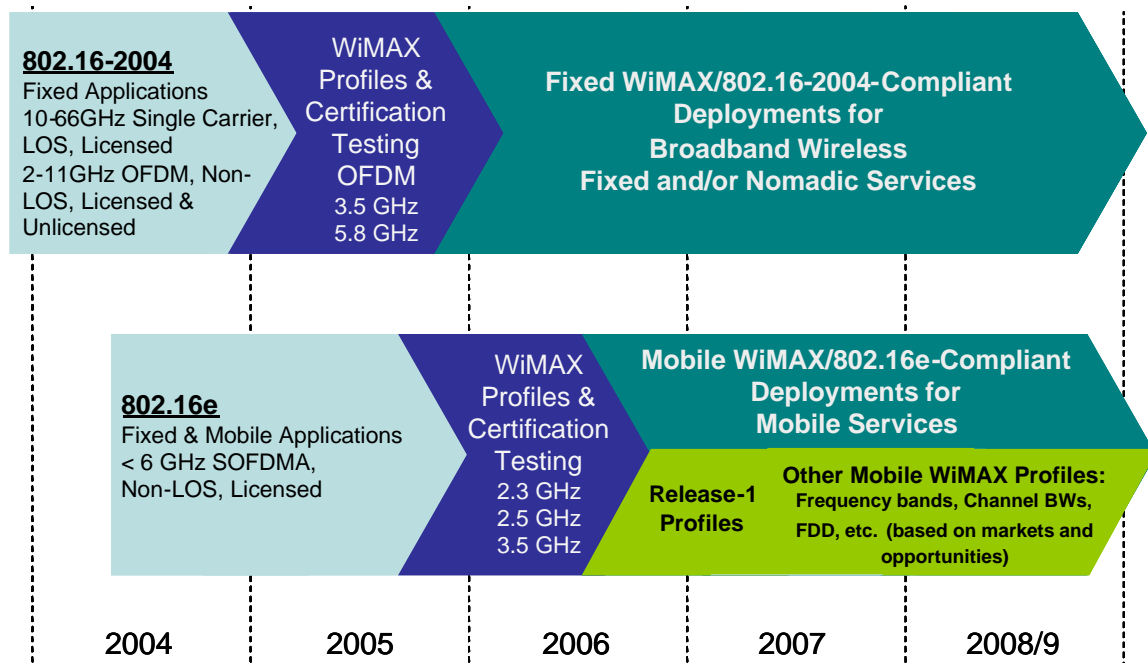 802.16-2004
Fixed Applications
10-66GHz Single Carrier,
LOS, Licensed
2-11GHz OFDM, Non-
LOS, Licensed &
Unlicensed
WiMAX
Profiles &
Certification
Testing
OFDM
3.5 GHz
5.8 GHz
Fixed WiMAX/802.16-2004-Compliant
Deployments for
Broadband Wireless
Fixed and/or Nomadic Services
802.16e
Fixed & Mobile Applications
< 6 GHz SOFDMA,
Non-LOS, Licensed
WiMAX
Profiles &
Certification
Testing
2.3 GHz
2.5 GHz
3.5 GHz
Mobile WiMAX/802.16e-Compliant
Deployments for
Mobile Services
Release-1
Profiles
Other Mobile WiMAX Profiles:
Frequency bands, Channel BWs,
FDD, etc. (based on markets and
opportunities)
2004 2005 2006 2007 2008/9